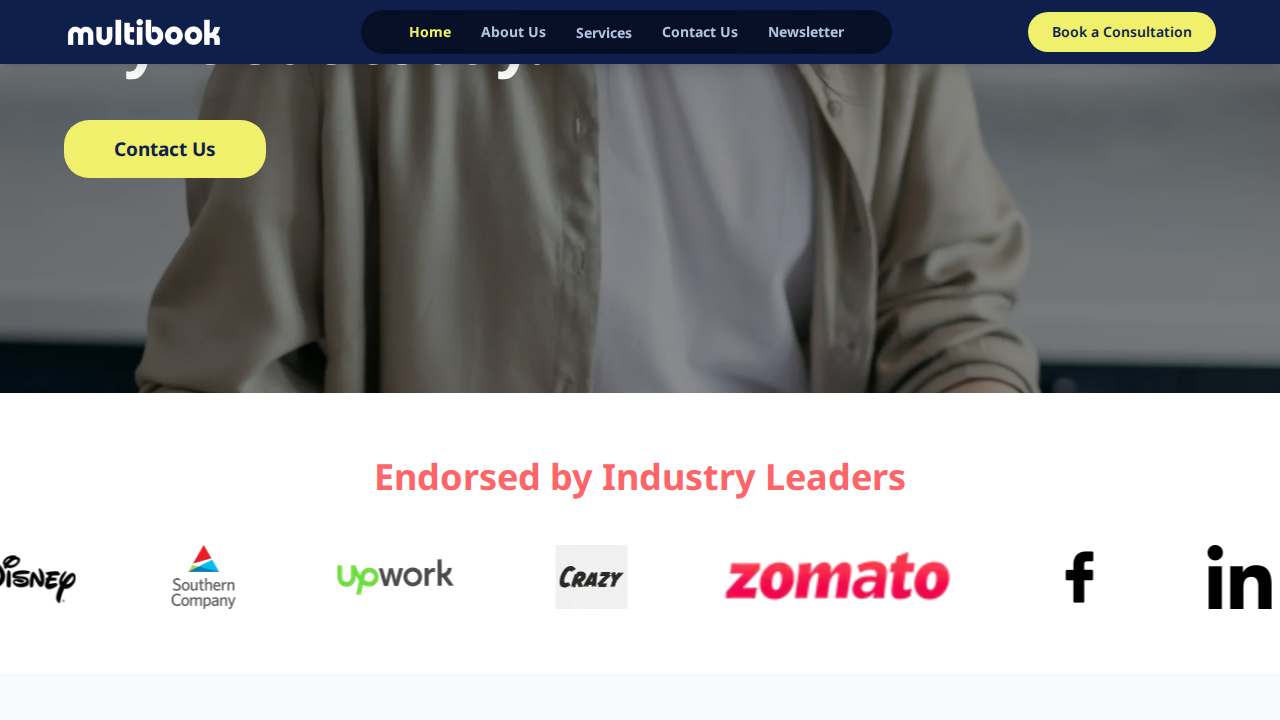 multibook
Home
About Us
Services
Contact Us
Newsletter
Book a Consultation
Contact Us
Endorsed by Industry Leaders
Disney
Southern
Company
upwork
CRAZY
zomato
f
in